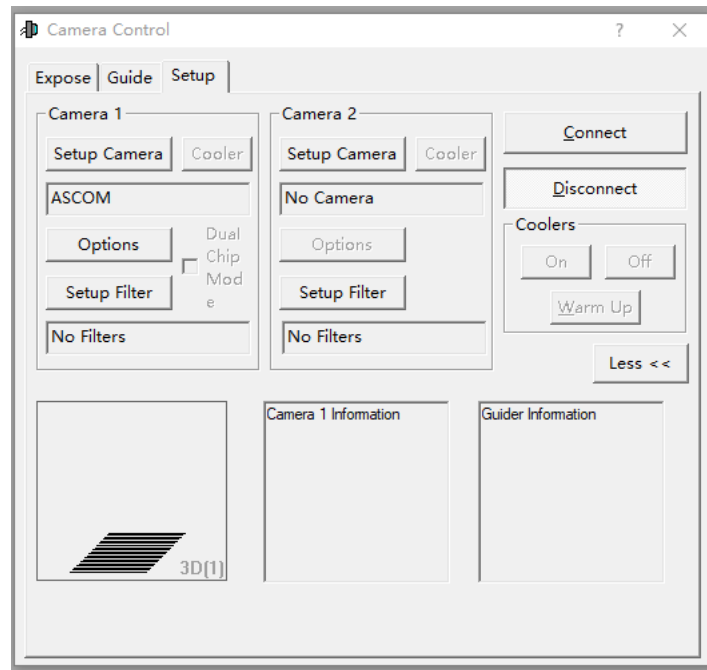 Camera Control
?
Expose Guide Setup
Camera 1
Setup Camera Cooler
ASCOM
Options
Dual
Chip
Mod
e
Setup Filter
No Filters
Camera 2
Setup Camera Cooler
No Camera
Options
Setup Filter
No Filters
Connect
Disconnect
Coolers
On Off
Warm Up
Less <<
3D(1)
Camera 1 Information
Guider Information